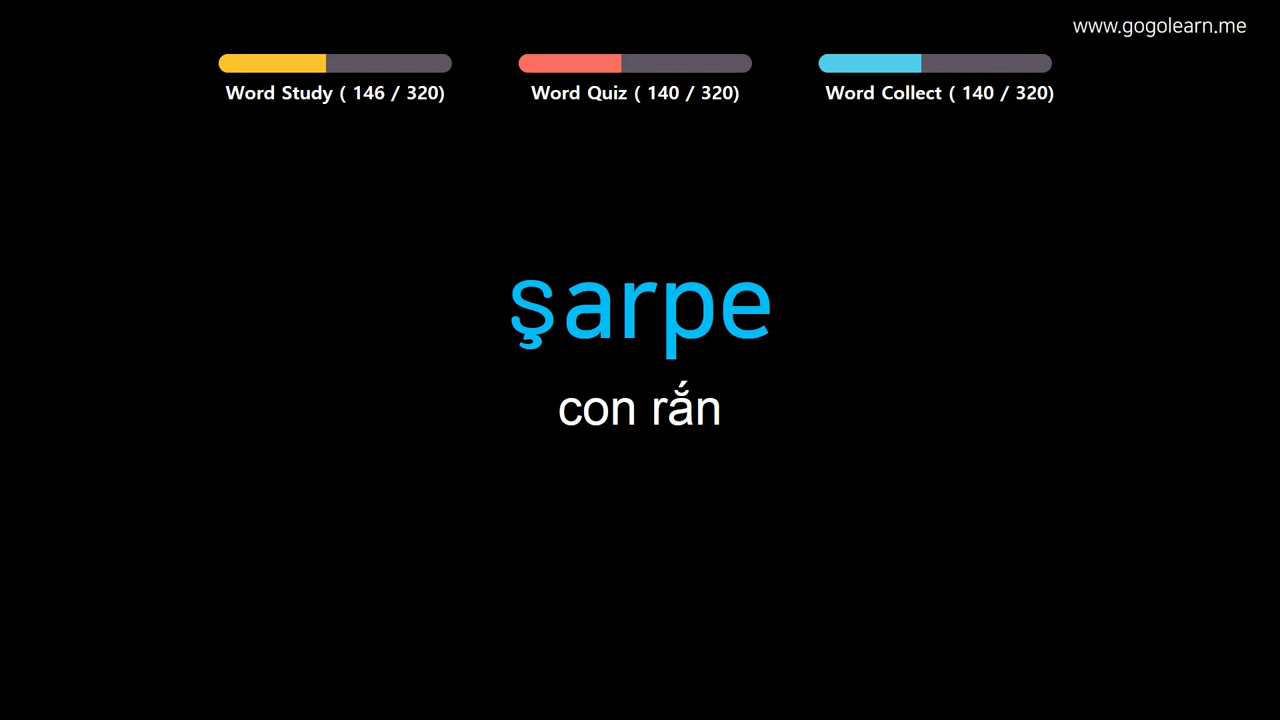 www.gogolearn.me
Word Study ( 146 / 320)
Word Quiz ( 140 / 320)
Word Collect ( 140 / 320)
şarpe
con rắn